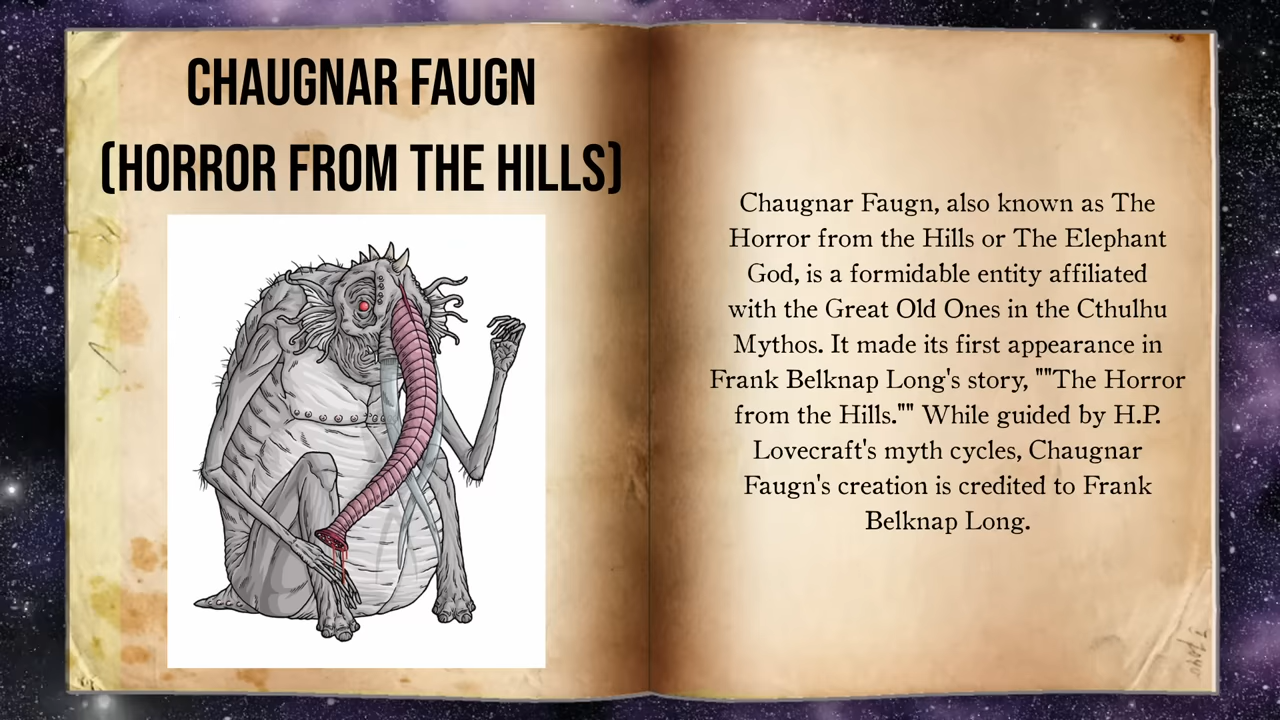 CHAUGNAR FAUGN
(HORROR FROM THE HILLS)
Chaugnar Faugn, also known as The
Horror from the Hills or The Elephant
God, is a formidable entity affiliated
with the Great Old Ones in the Cthulhu
Mythos. It made its first appearance in
Frank Belknap Long's story, ""The Horror
from the Hills."" While guided by H.P.
Lovecraft's myth cycles, Chaugnar
Faugn's creation is credited to Frank
Belknap Long.